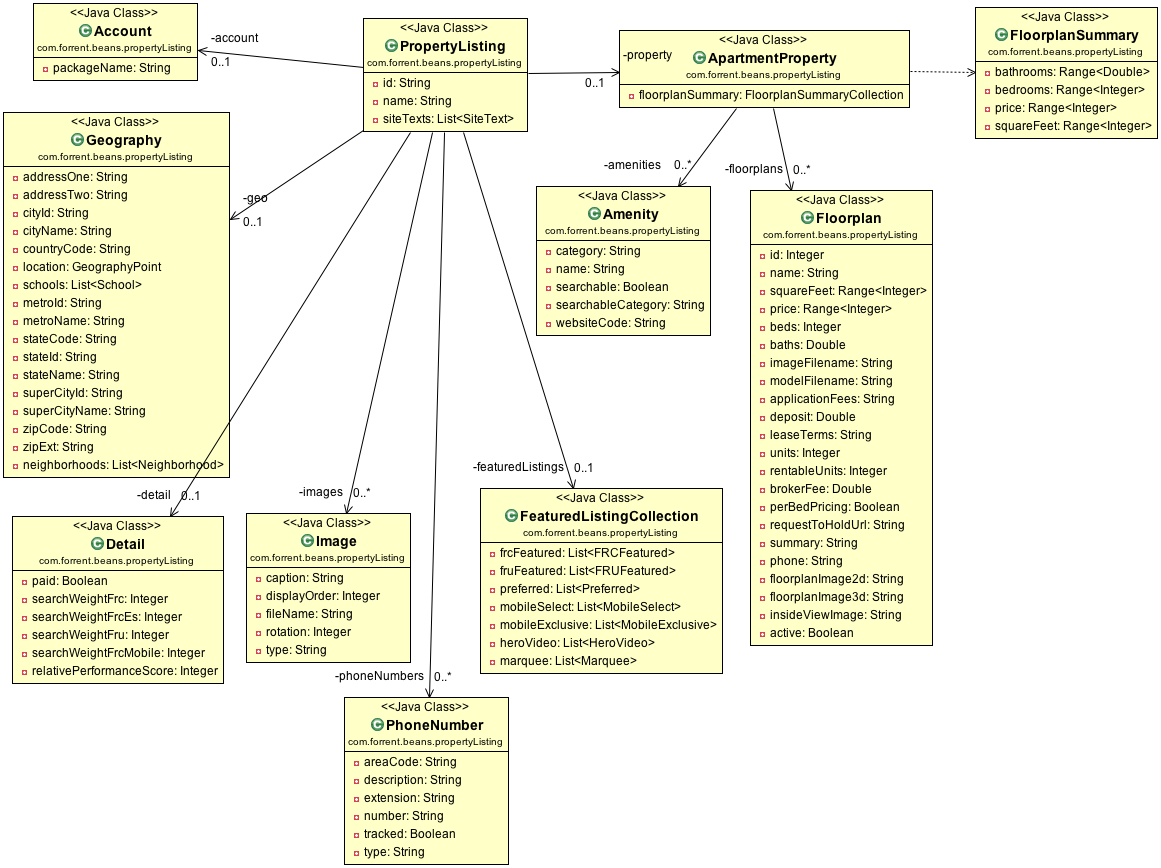 <<Java Class>>
Account
com.forrent.beans.propertyListing
packageName: String
-account
0..1
<<Java Class>>
PropertyListing
com.forrent.beans.propertyListing
id: String
name: String
siteTexts: List<SiteText>
-property
0..1
<<Java Class>>
ApartmentProperty
com.forrent.beans.propertyListing
floorplanSummary: FloorplanSummaryCollection
<<Java Class>>
FloorplanSummary
com.forrent.beans.propertyListing
bathrooms: Range<Double>
bedrooms: Range<Integer>
price: Range<Integer>
squareFeet: Range<Integer>
<<Java Class>>
Geography
com.forrent.beans.propertyListing
addressOne: String
addressTwo: String
cityId: String
cityName: String
countryCode: String
location: GeographyPoint
schools: List<School>
metroId: String
metroName: String
stateCode: String
stateId: String
stateName: String
superCityId: String
superCityName: String
zipCode: String
zipExt: String
neighborhoods: List<Neighborhood>
-geo
0..1
-amenities 0..*
<<Java Class>>
Amenity
com.forrent.beans.propertyListing
category: String
name: String
searchable: Boolean
searchableCategory: String
websiteCode: String
-floorplans 0..*
<<Java Class>>
Floorplan
com.forrent.beans.propertyListing
id: Integer
name: String
squareFeet: Range<Integer>
price: Range<Integer>
beds: Integer
baths: Double
imageFilename: String
modelFilename: String
applicationFees: String
deposit: Double
leaseTerms: String
units: Integer
rentableUnits: Integer
brokerFee: Double
perBedPricing: Boolean
requestToHoldUrl: String
summary: String
phone: String
floorplanImage2d: String
floorplanImage3d: String
insideViewImage: String
active: Boolean
-detail 0..1
<<Java Class>>
Detail
com.forrent.beans.propertyListing
paid: Boolean
searchWeightFrc: Integer
searchWeightFrcEs: Integer
searchWeightFru: Integer
searchWeightFrcMobile: Integer
relativePerformanceScore: Integer
-images 0..*
<<Java Class>>
Image
com.forrent.beans.propertyListing
caption: String
displayOrder: Integer
fileName: String
rotation: Integer
type: String
-featuredListings 0..1
<<Java Class>>
FeaturedListingCollection
com.forrent.beans.propertyListing
frcFeatured: List<FRCFeatured>
fruFeatured: List<FRUFeatured>
preferred: List<Preferred>
mobileSelect: List<MobileSelect>
mobileExclusive: List<MobileExclusive>
heroVideo: List<HeroVideo>
marquee: List<Marquee>
-phoneNumbers 0..*
<<Java Class>>
PhoneNumber
com.forrent.beans.propertyListing
areaCode: String
description: String
extension: String
number: String
tracked: Boolean
type: String